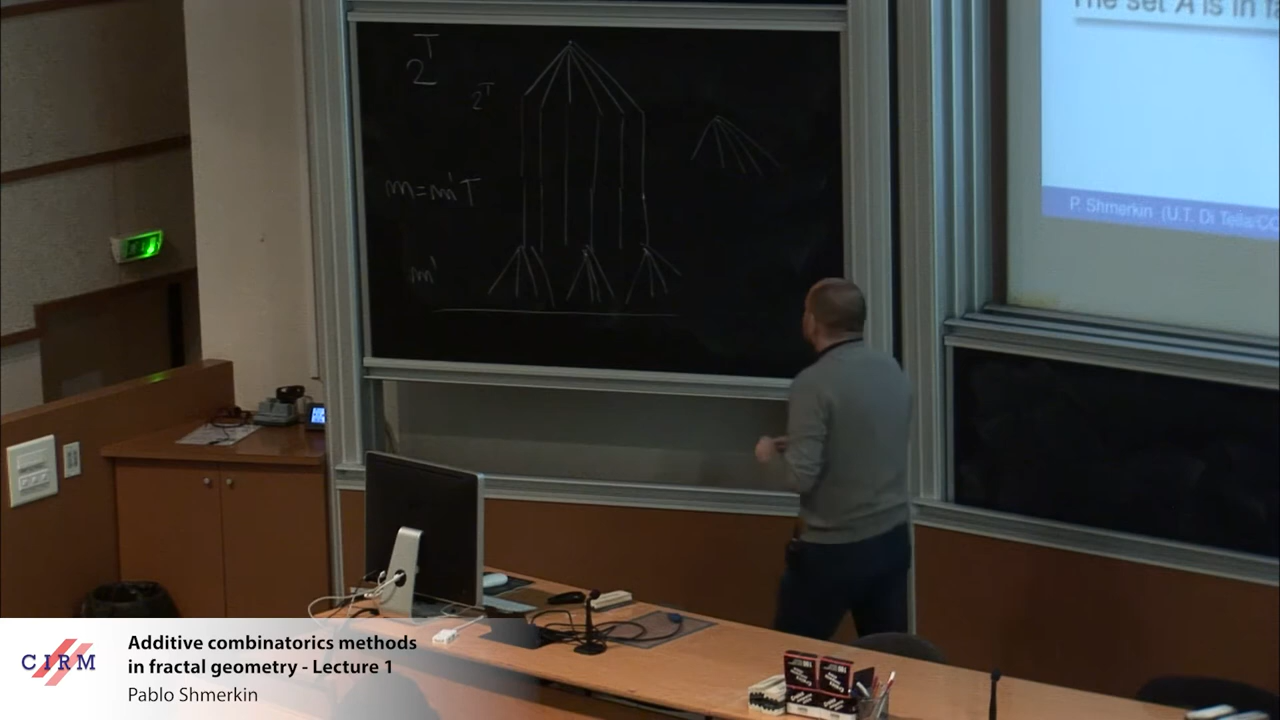 2^T
2^T
m=m'T
m'
The set A is in
P. Shmerkin (U.T. Di Tella/CO
CIRM
Additive combinatorics methods
in fractal geometry - Lecture 1
Pablo Shmerkin